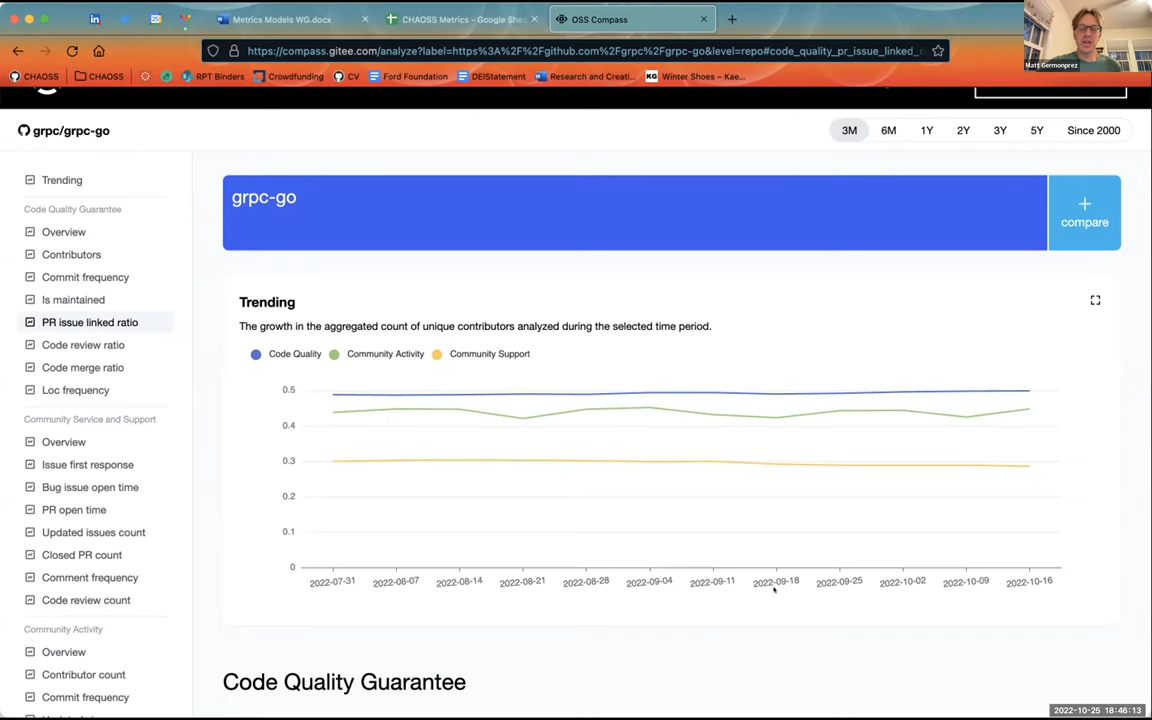 Metrics Models WG.docx
CHAOSS Metrics - Google She
OSS Compass
https://compass.gitee.com/analyze?label=https%3A%2F%2Fgithub.com%2Fgrpc%2Fgrpc-go&level=repo#code_quality_pr_issue_linked_
CHAOSS
CHAOSS
RPT Binders
Crowdfunding
CV
Ford Foundation
DEIStatement
Research and Creati...
KG Winter Shoes – Kae...
Matt Germonprez
grpc/grpc-go
3M 6M 1Y 2Y 3Y 5Y Since 2000
Trending
Code Quality Guarantee
Overview
Contributors
Commit frequency
Is maintained
PR issue linked ratio
Code review ratio
Code merge ratio
Loc frequency
Community Service and Support
Overview
Issue first response
Bug issue open time
PR open time
Updated issues count
Closed PR count
Comment frequency
Code review count
Community Activity
Overview
Contributor count
Commit frequency
grpc-go
+
compare
Trending
The growth in the aggregated count of unique contributors analyzed during the selected time period.
Code Quality Community Activity Community Support
0.5
0.4
0.3
0.2
0.1
0
2022-07-31 2022-08-07 2022-08-14 2022-08-21 2022-08-28 2022-09-04 2022-09-11 2022-09-18 2022-09-25 2022-10-02 2022-10-09 2022-10-16
Code Quality Guarantee
2022-10-25 18:46:13